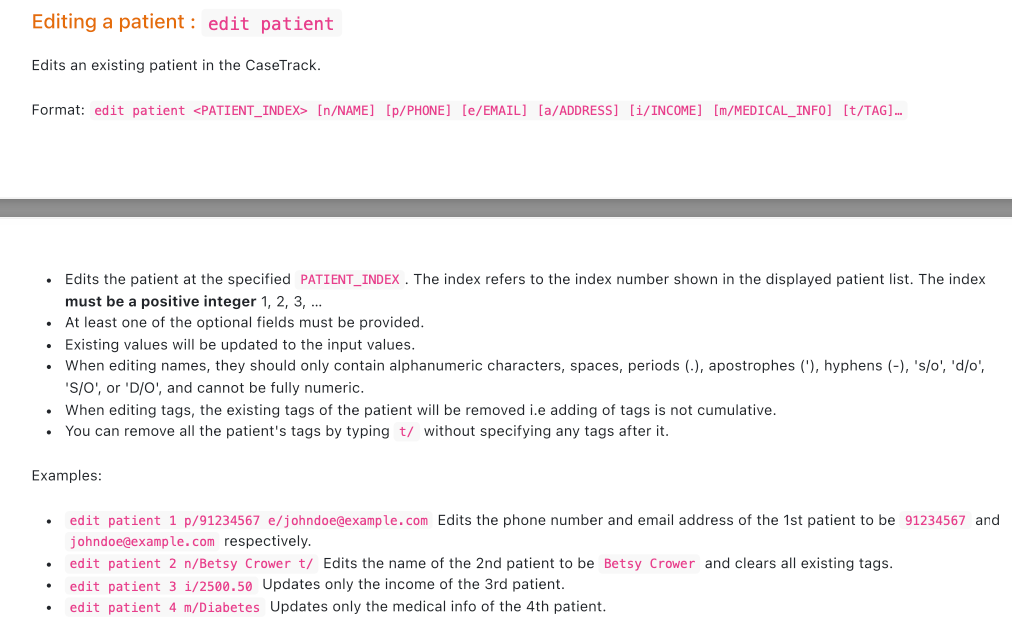 Editing a patient : edit patient
Edits an existing patient in the CaseTrack.
Format: edit patient <PATIENT_INDEX> [n/NAME] [p/PHONE] [e/EMAIL] [a/ADDRESS] [i/INCOME] [m/MEDICAL_INFO] [t/TAG]…
• Edits the patient at the specified PATIENT_INDEX . The index refers to the index number shown in the displayed patient list. The index
must be a positive integer 1, 2, 3, …
• At least one of the optional fields must be provided.
• Existing values will be updated to the input values.
• When editing names, they should only contain alphanumeric characters, spaces, periods (.), apostrophes ('), hyphens (-), 's/o', 'd/o',
'S/O', or 'D/O', and cannot be fully numeric.
• When editing tags, the existing tags of the patient will be removed i.e adding of tags is not cumulative.
• You can remove all the patient's tags by typing t/ without specifying any tags after it.
Examples:
• edit patient 1 p/91234567 e/johndoe@example.com Edits the phone number and email address of the 1st patient to be 91234567 and
johndoe@example.com respectively.
• edit patient 2 n/Betsy Crower t/ Edits the name of the 2nd patient to be Betsy Crower and clears all existing tags.
• edit patient 3 i/2500.50 Updates only the income of the 3rd patient.
• edit patient 4 m/Diabetes Updates only the medical info of the 4th patient.